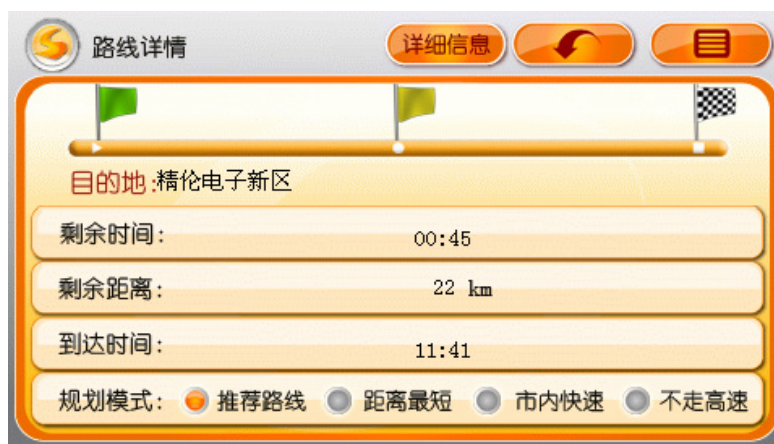 路线详情 详细信息
目的地:精伦电子新区
剩余时间: 00:45
剩余距离: 22 km
到达时间: 11:41
规划模式: 推荐路线 距离最短 市内快速 不走高速